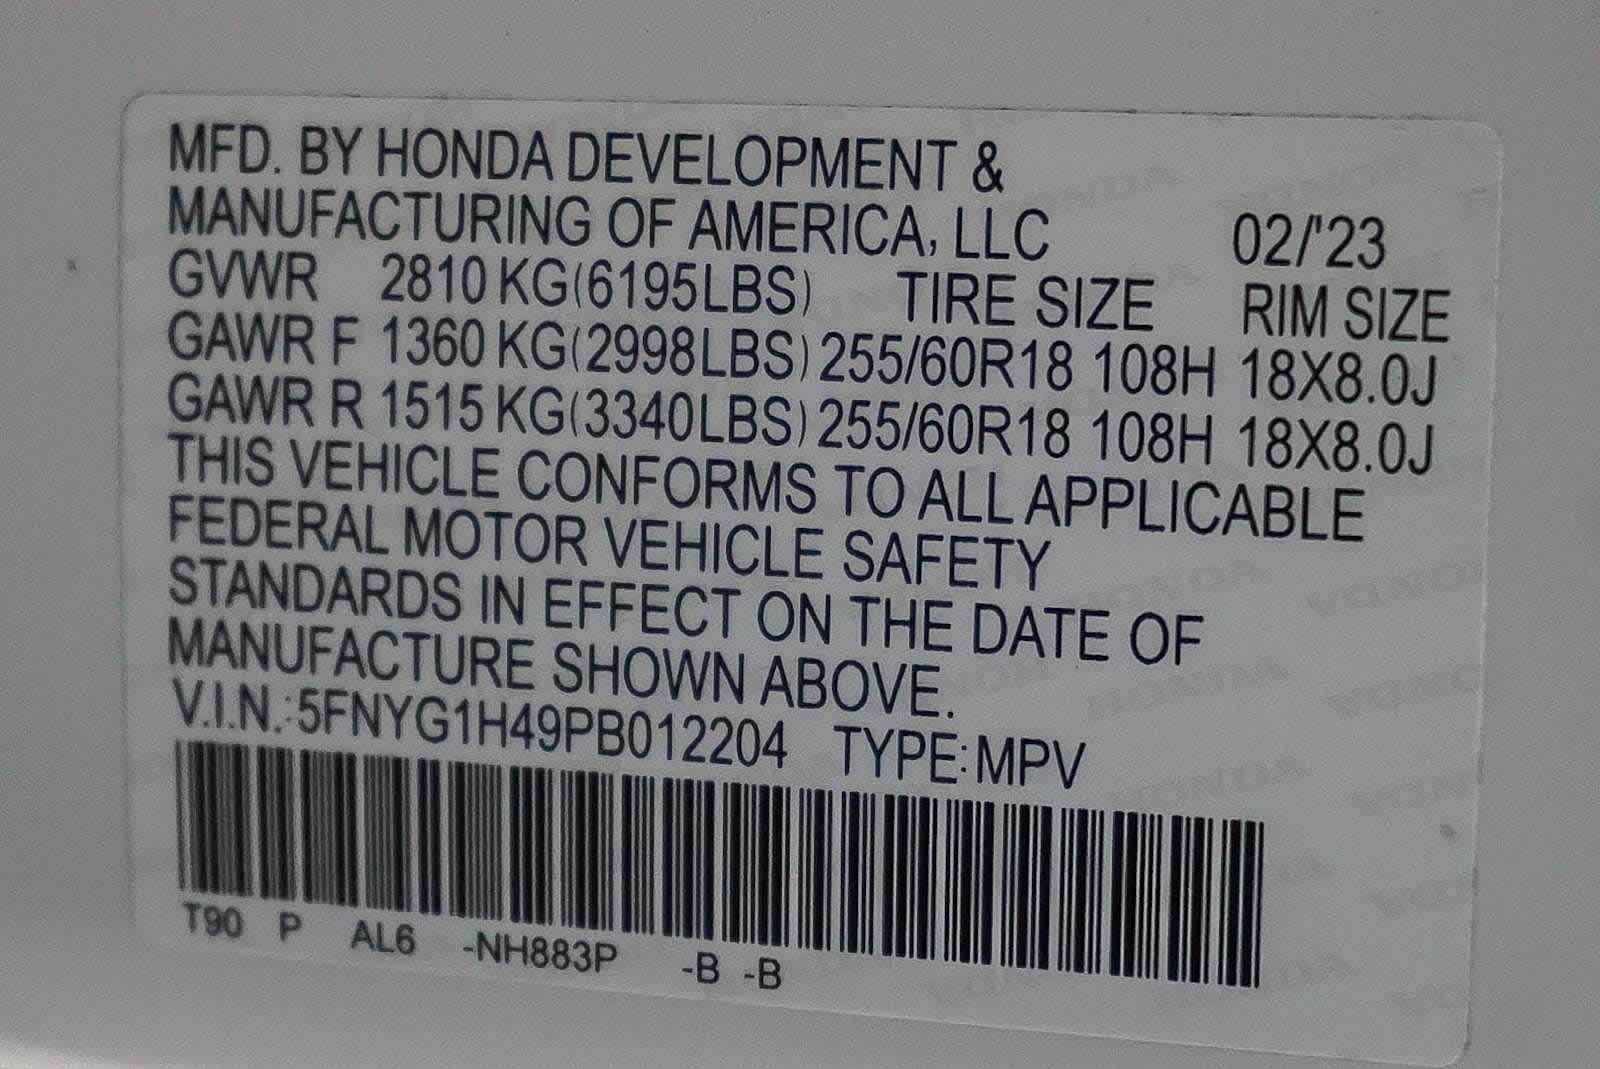 MFD. BY HONDA DEVELOPMENT &
MANUFACTURING OF AMERICA, LLC 02/'23
GVWR 2810 KG(6195LBS) TIRE SIZE RIM SIZE
GAWR F 1360 KG(2998LBS) 255/60R18 108H 18X8.0J
GAWR R 1515 KG(3340LBS) 255/60R18 108H 18X8.0J
THIS VEHICLE CONFORMS TO ALL APPLICABLE
FEDERAL MOTOR VEHICLE SAFETY
STANDARDS IN EFFECT ON THE DATE OF
MANUFACTURE SHOWN ABOVE.
V.I.N.:5FNYG1H49PB012204 TYPE:MPV
T90 P AL6 -NH883P -B -B